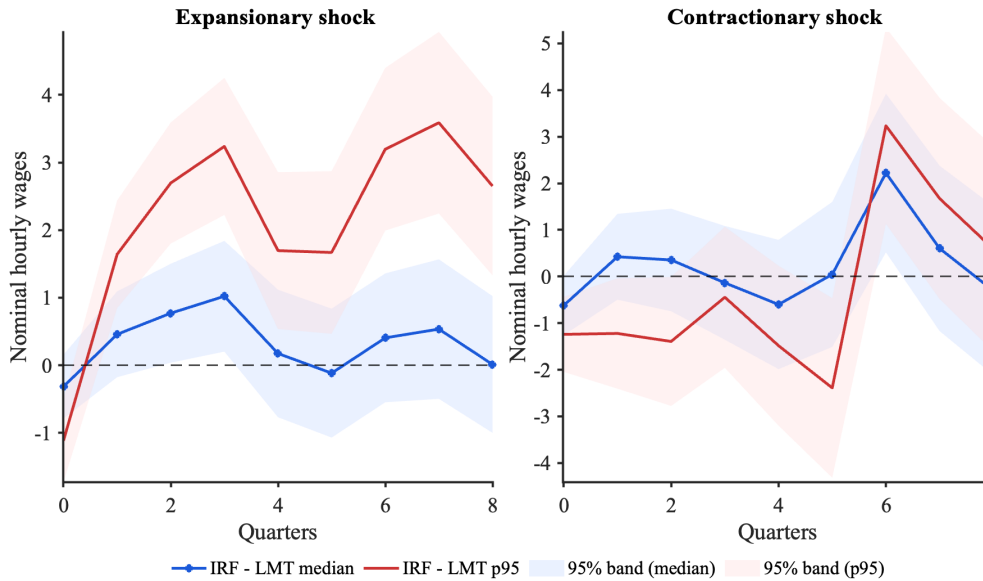 Expansionary shock
Nominal hourly wages
4
3
2
1
0
-1
0 2 4 6 8
Quarters
Contractionary shock
Nominal hourly wages
5
4
3
2
1
0
-1
-2
-3
-4
0 2 4 6
Quarters
IRF - LMT median IRF - LMT p95 95% band (median) 95% band (p95)